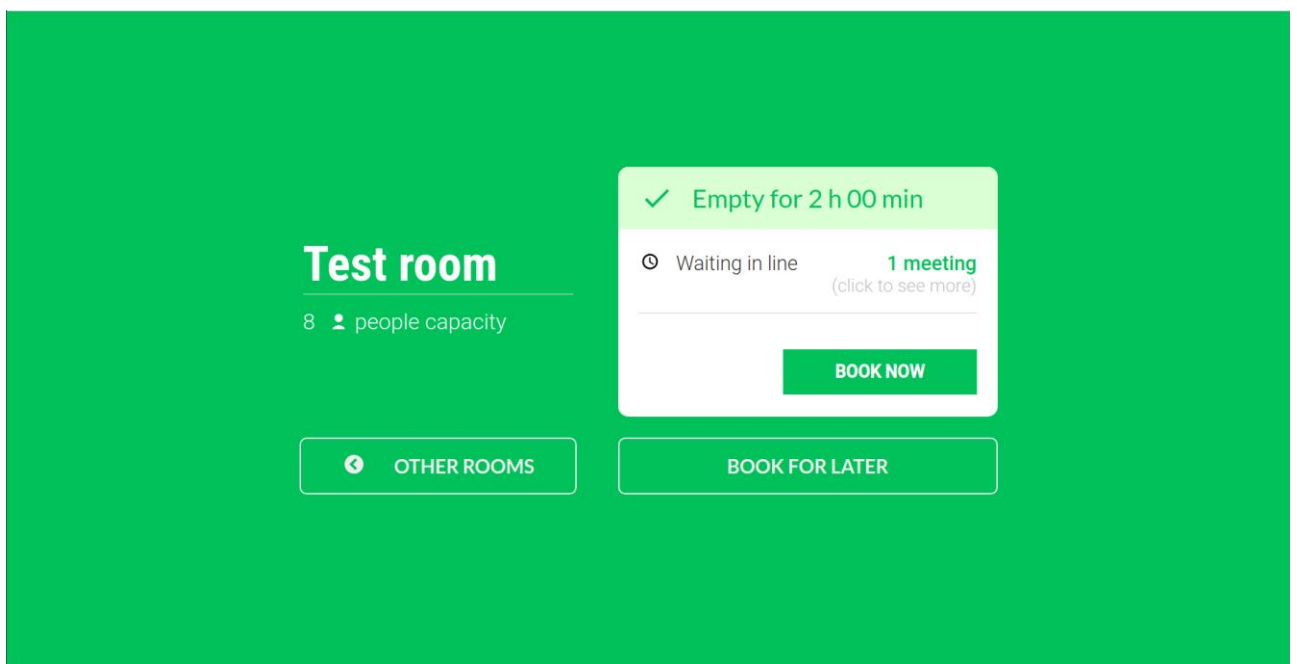 Test room
8 people capacity
Empty for 2 h 00 min
Waiting in line 1 meeting
(click to see more)
BOOK NOW
OTHER ROOMS
BOOK FOR LATER